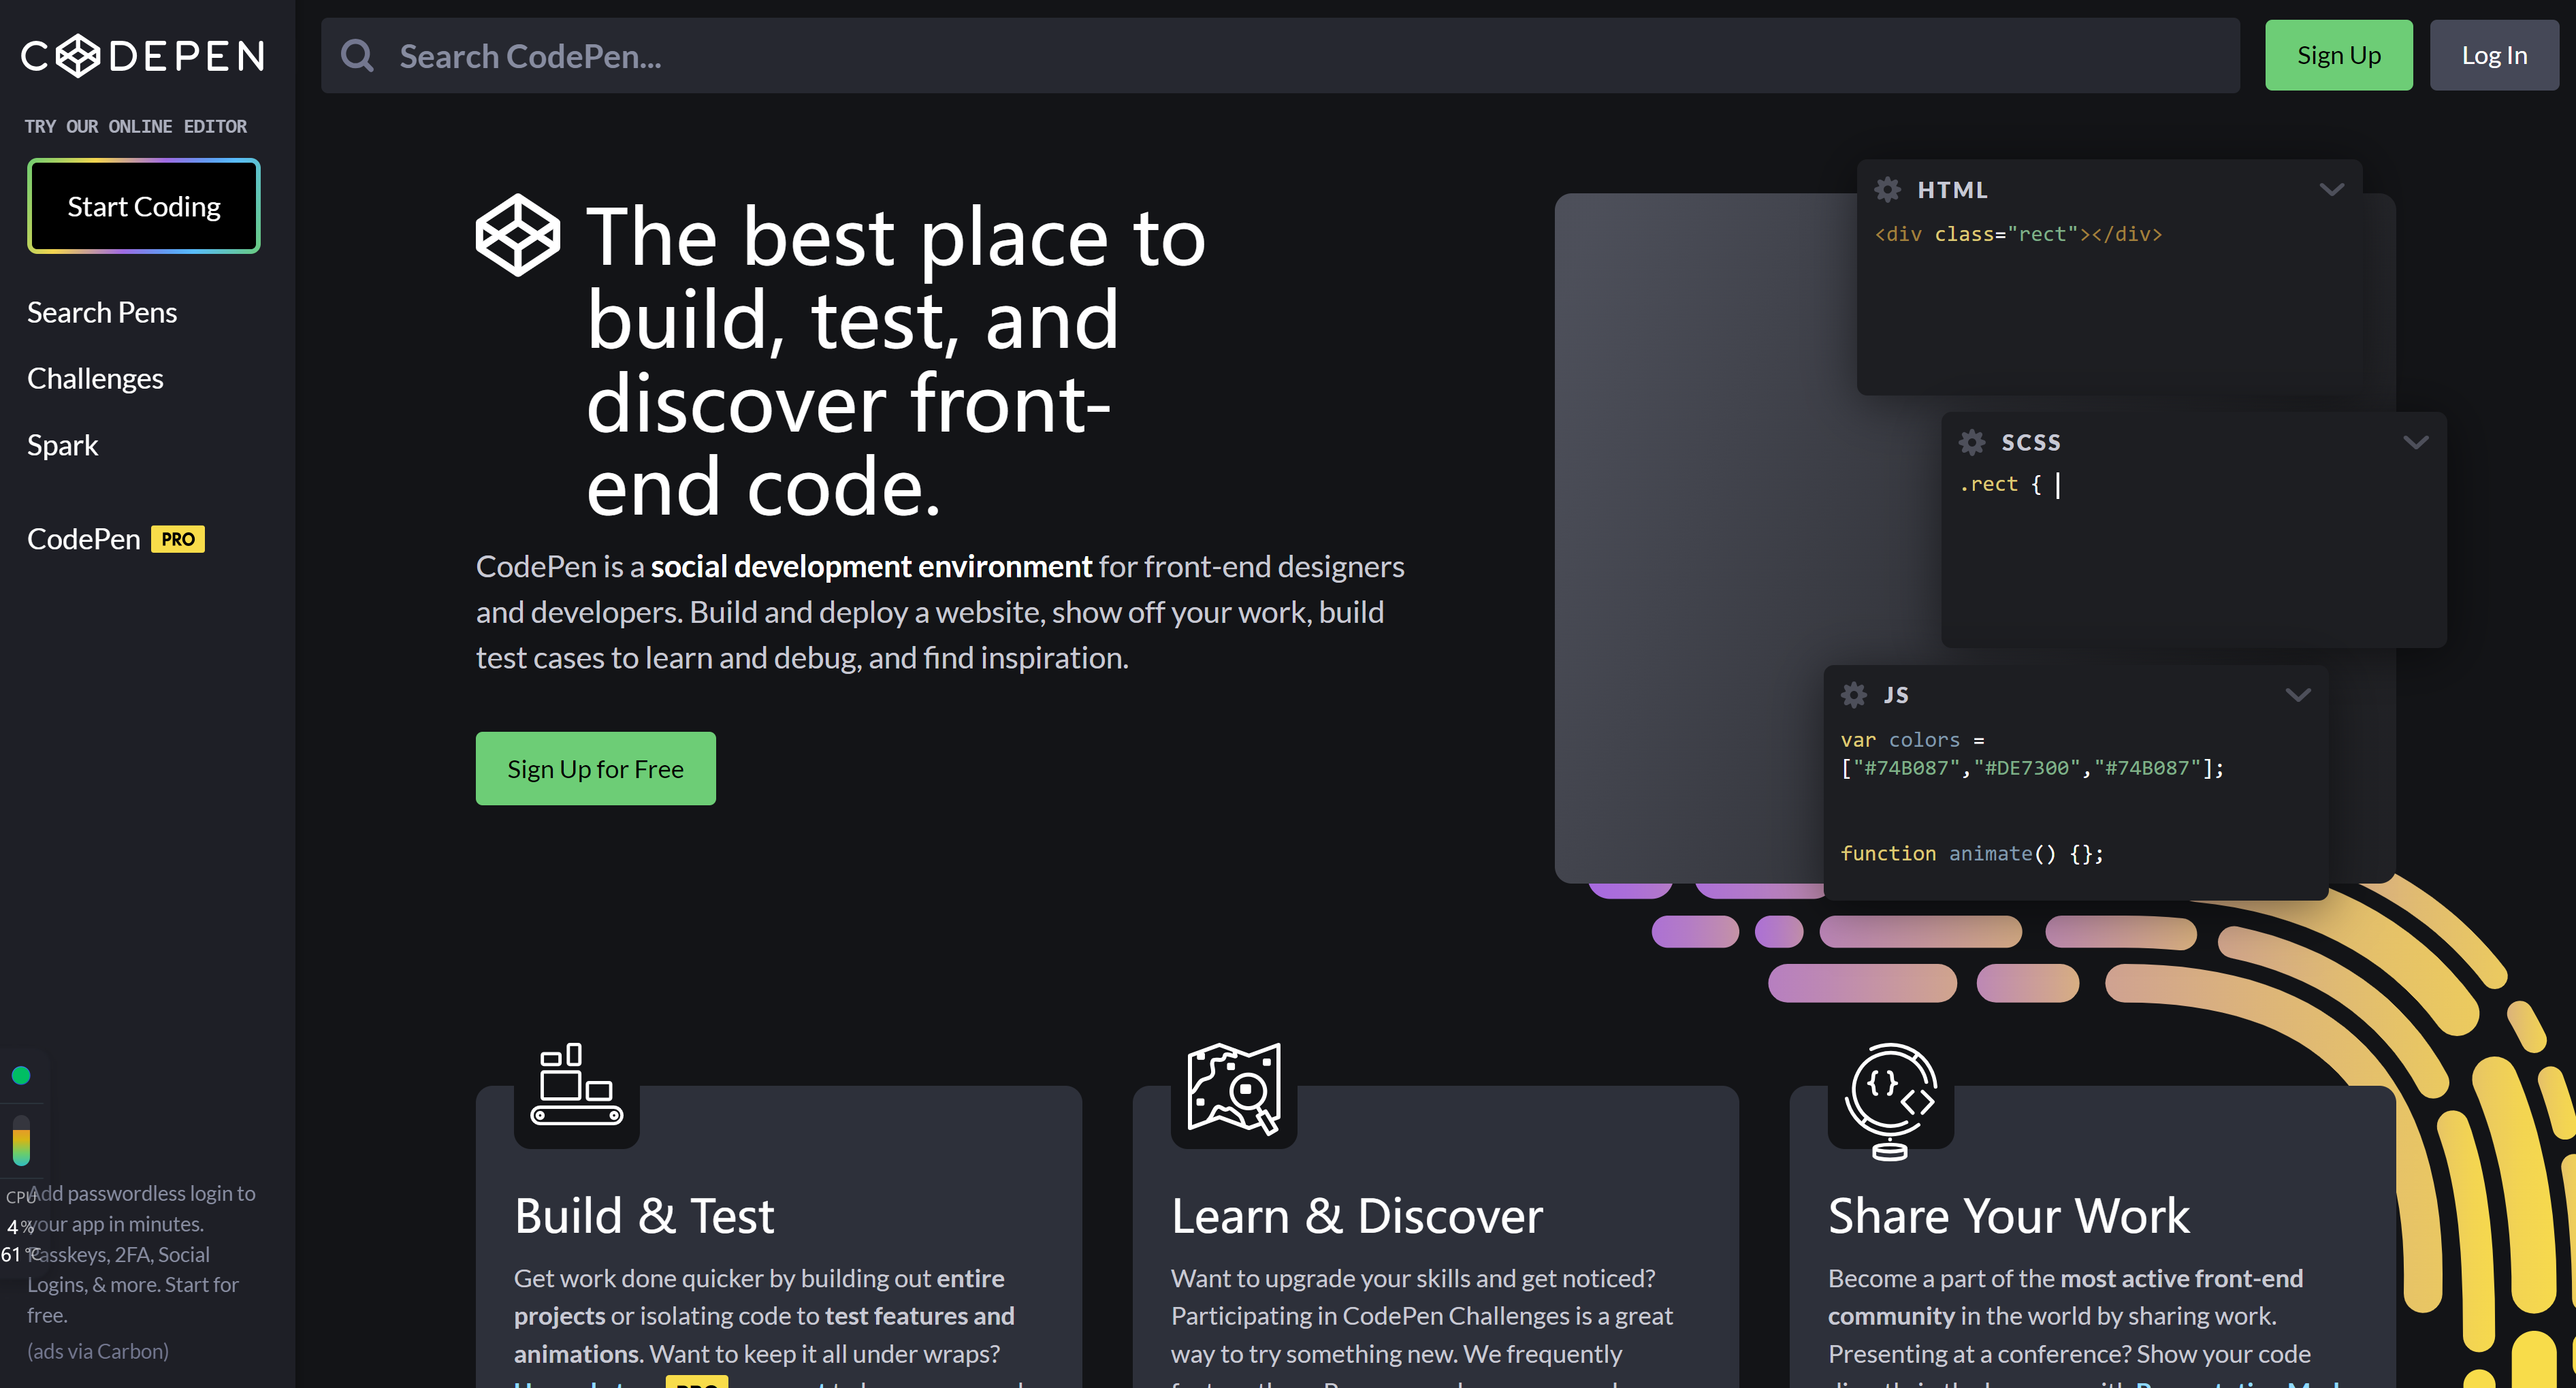 CODEPEN
TRY OUR ONLINE EDITOR
Start Coding
Search Pens
Challenges
Spark
CodePen PRO
CPU
4%
61°C
Add passwordless login to
your app in minutes.
Passkeys, 2FA, Social
Logins, & more. Start for
free.
(ads via Carbon)
Search CodePen...
Sign Up
Log In
The best place to
build, test, and
discover front-
end code.
CodePen is a social development environment for front-end designers
and developers. Build and deploy a website, show off your work, build
test cases to learn and debug, and find inspiration.
Sign Up for Free
HTML
<div class="rect"></div>
SCSS
.rect {
JS
var colors =
["#74B087","#DE7300","#74B087"];
function animate() {};
Build & Test
Get work done quicker by building out entire
projects or isolating code to test features and
animations. Want to keep it all under wraps?
PRO
Learn & Discover
Want to upgrade your skills and get noticed?
Participating in CodePen Challenges is a great
way to try something new. We frequently
Share Your Work
Become a part of the most active front-end
community in the world by sharing work.
Presenting at a conference? Show your code